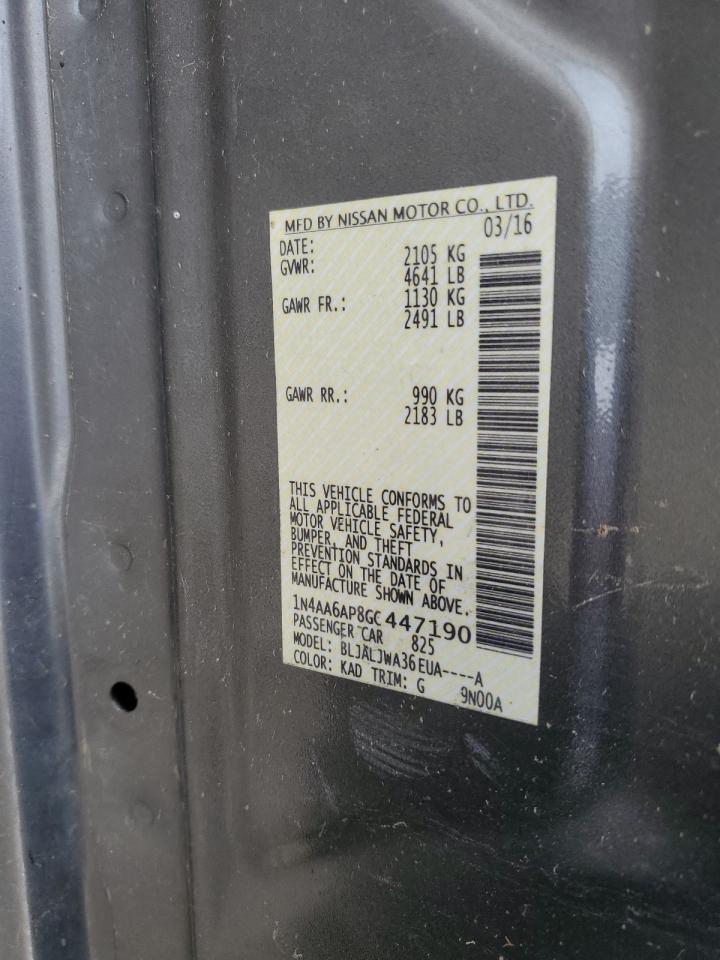 MFD BY NISSAN MOTOR CO., LTD.
DATE: 03/16
GVWR: 2105 KG
4641 LB
GAWR FR.: 1130 KG
2491 LB
GAWR RR.: 990 KG
2183 LB
THIS VEHICLE CONFORMS TO
ALL APPLICABLE FEDERAL
MOTOR VEHICLE SAFETY,
BUMPER, AND THEFT
PREVENTION STANDARDS IN
EFFECT ON THE DATE OF
MANUFACTURE SHOWN ABOVE.
1N4AA6AP8GC447190
PASSENGER CAR 825
MODEL: BLJALJWA36EUA----A
COLOR: KAD TRIM: G 9N00A